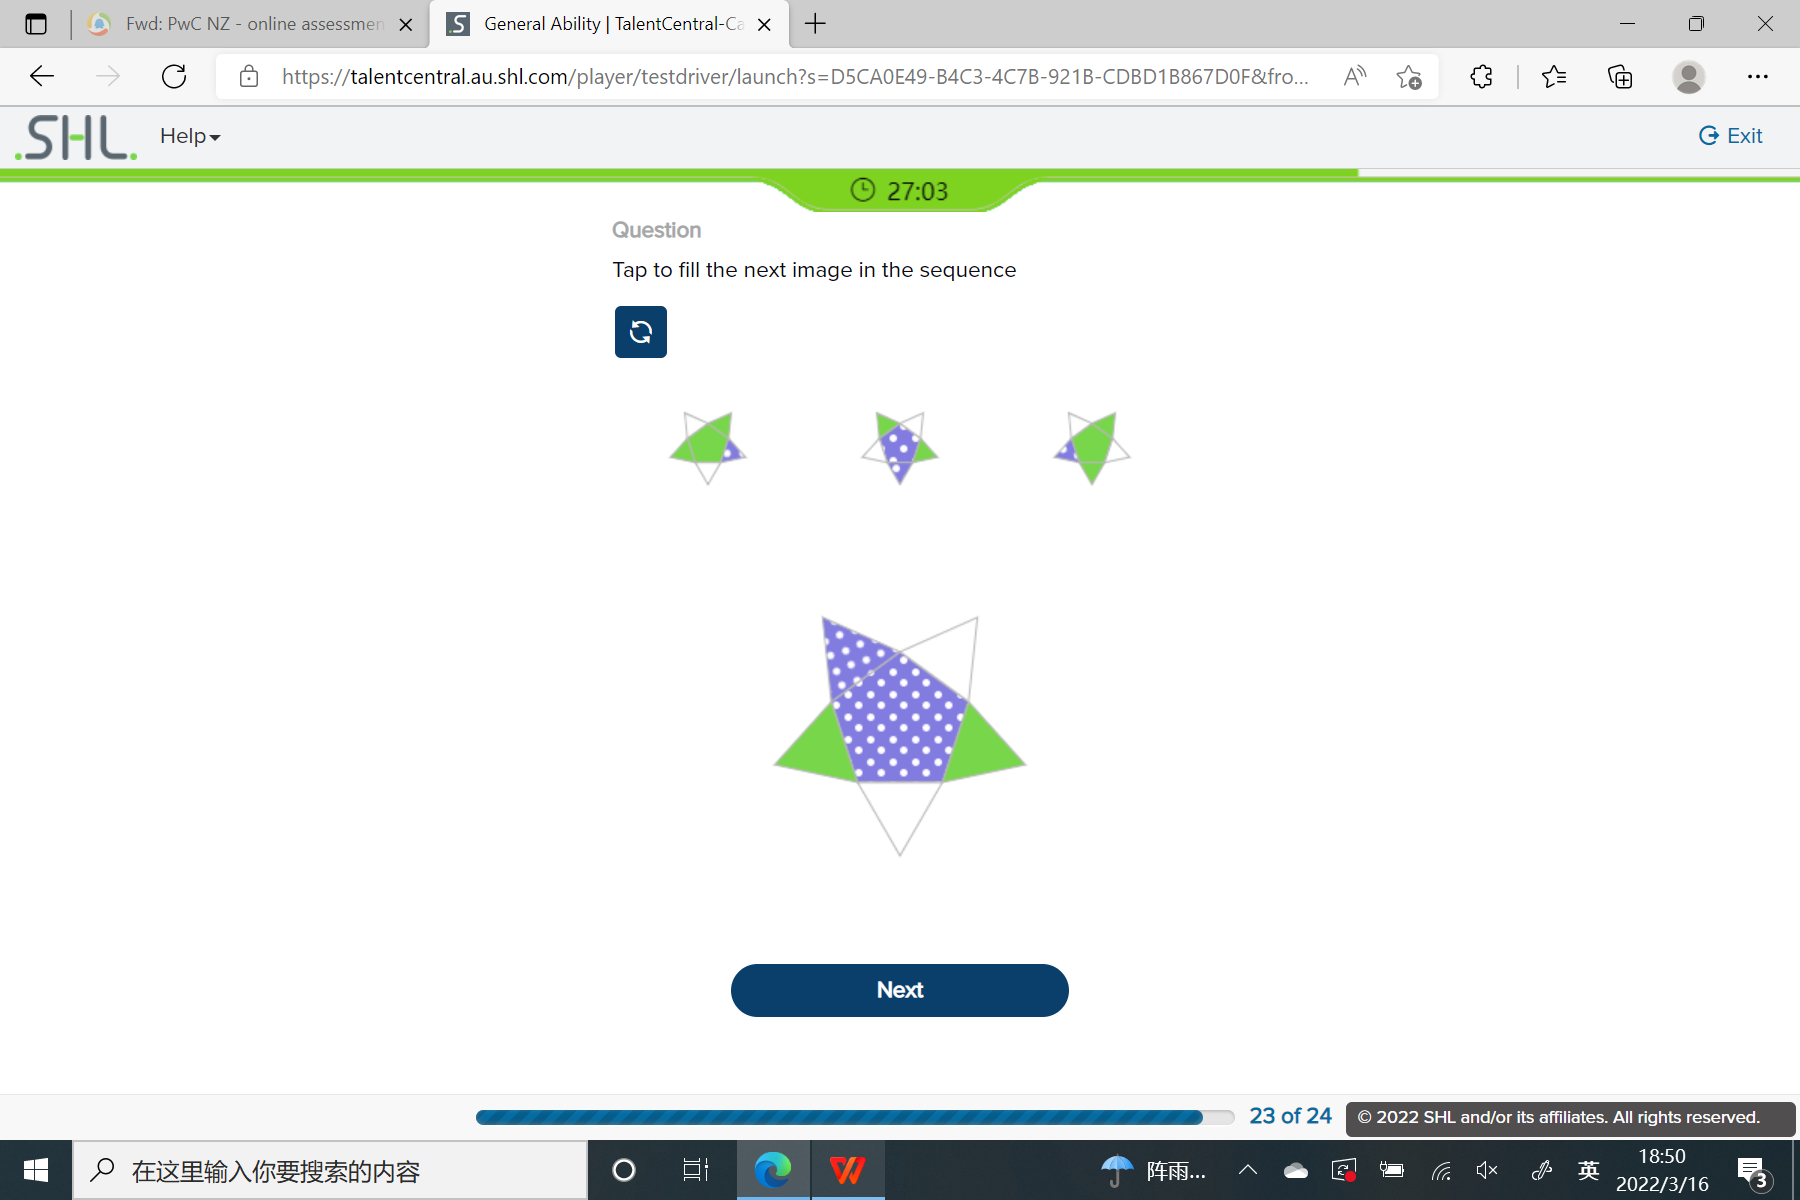 Fwd: PwC NZ - online assessmen
General Ability | TalentCentral-Ca
https://talentcentral.au.shl.com/player/testdriver/launch?s=D5CA0E49-B4C3-4C7B-921B-CDBD1B867D0F&fro...
.SHL.
Help
Exit
27:03
Question
Tap to fill the next image in the sequence
Next
23 of 24
© 2022 SHL and/or its affiliates. All rights reserved.
在这里输入你要搜索的内容
阵雨...
英
18:50
2022/3/16
3